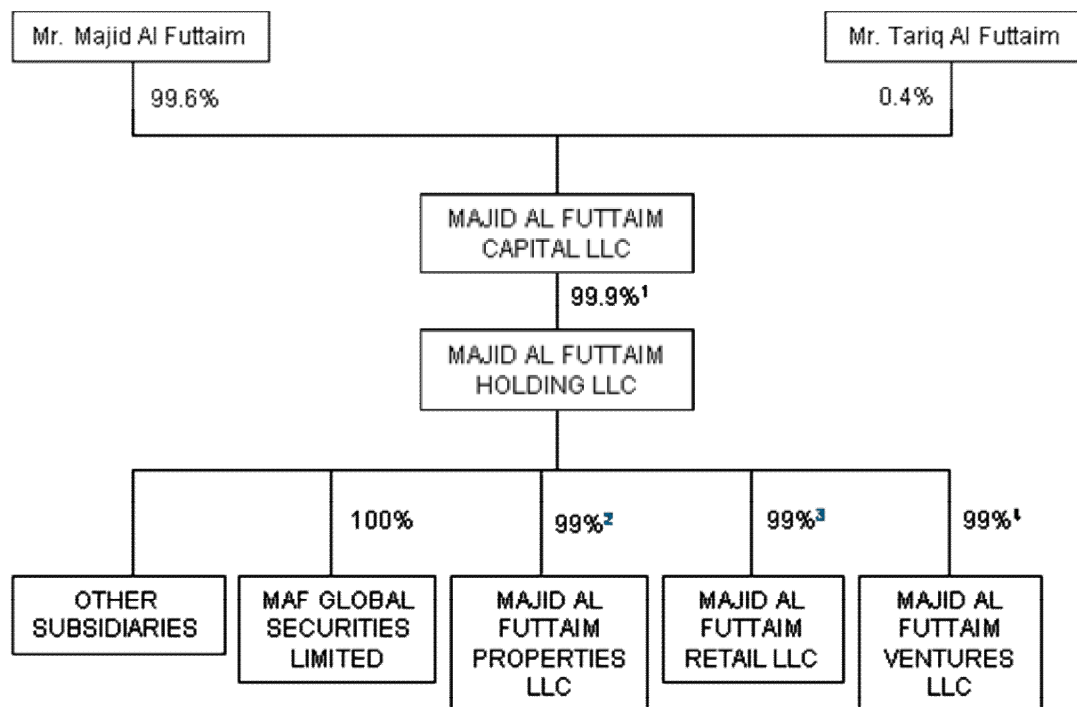 Mr. Majid Al Futtaim
Mr. Tariq Al Futtaim
99.6%
0.4%
MAJID AL FUTTAIM
CAPITAL LLC
99.9%¹
MAJID AL FUTTAIM
HOLDING LLC
100%
99%²
99%³
99%
OTHER
SUBSIDIARIES
MAF GLOBAL
SECURITIES
LIMITED
MAJID AL
FUTTAIM
PROPERTIES
LLC
MAJID AL
FUTTAIM
RETAIL LLC
MAJID AL
FUTTAIM
VENTURES
LLC